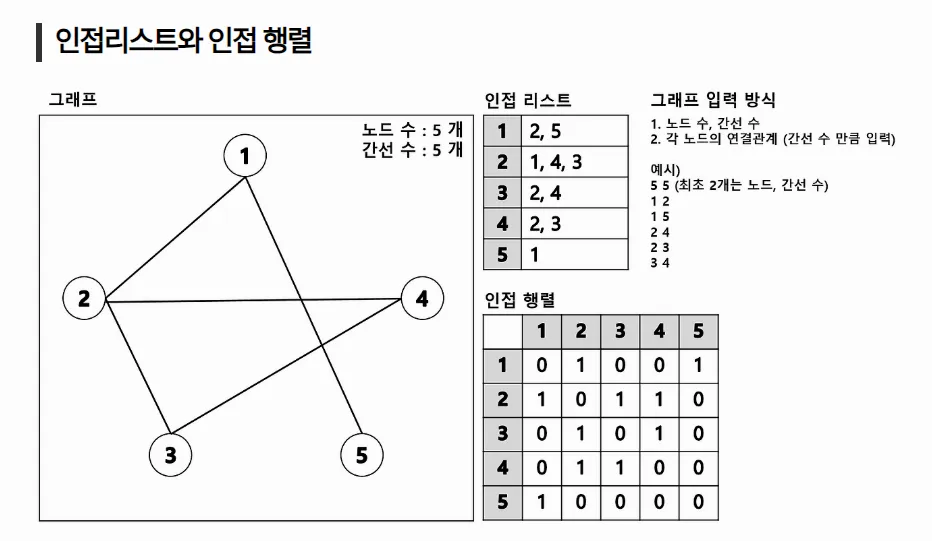 인접리스트와 인접 행렬
그래프
노드 수 : 5 개
간선 수 : 5 개
1
2
4
3
5
인접 리스트
1 2, 5
2 1, 4, 3
3 2, 4
4 2, 3
5 1
그래프 입력 방식
1. 노드 수, 간선 수
2. 각 노드의 연결관계 (간선 수 만큼 입력)
예시)
5 5 (최초 2개는 노드, 간선 수)
1 2
1 5
2 4
2 3
3 4
인접 행렬
1 2 3 4 5
1 0 1 0 0 1
2 1 0 1 1 0
3 0 1 0 1 0
4 0 1 1 0 0
5 1 0 0 0 0